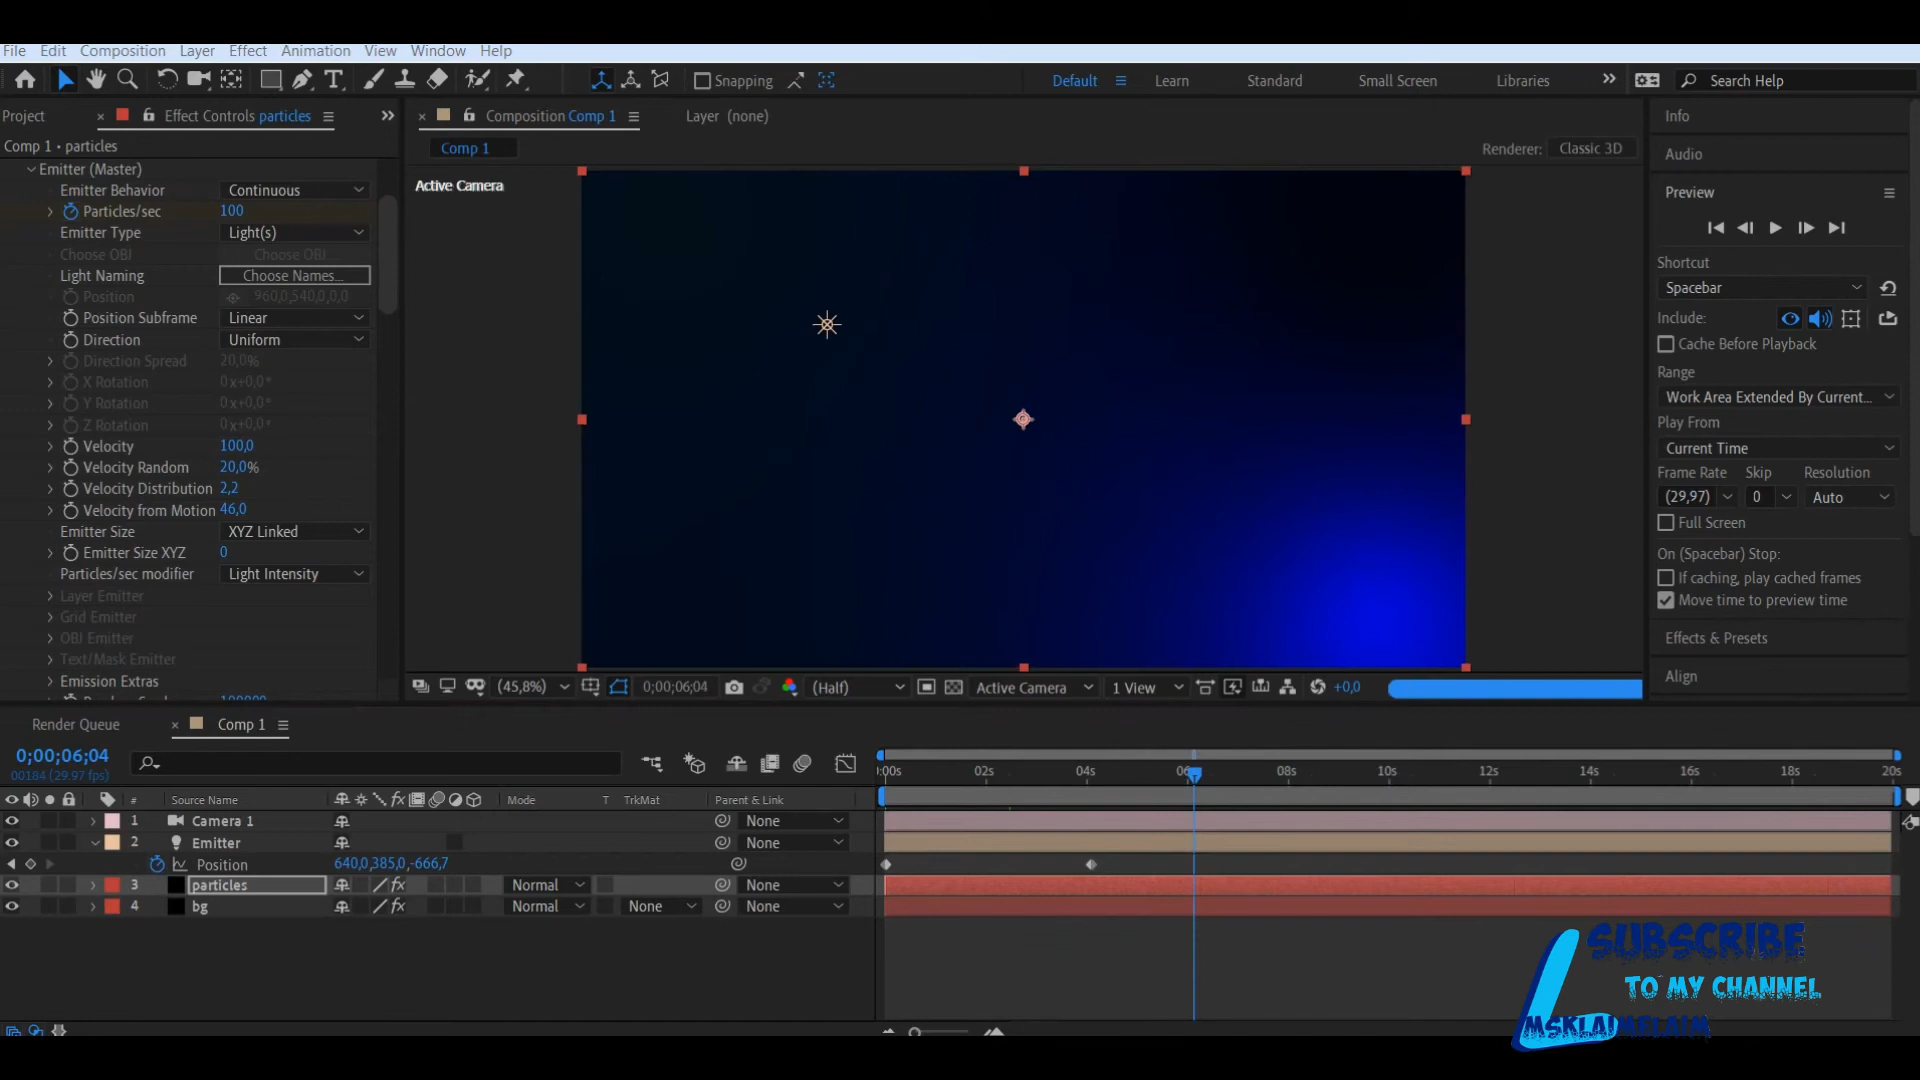 File Edit Composition Layer Effect Animation View Window Help
Snapping
Default
Learn
Standard
Small Screen
Libraries
Search Help
Project
Effect Controls particles
Composition Comp 1
Layer (none)
Info
Comp 1 • particles
Comp 1
Renderer: Classic 3D
Audio
Active Camera
Preview
Emitter (Master)
Emitter Behavior Continuous
Particles/sec 100
Emitter Type Light(s)
Choose OBJ Choose OBJ...
Light Naming Choose Names...
Position 960,0,540,0,0,0
Position Subframe Linear
Direction Uniform
Direction Spread 20,0%
X Rotation 0x+0,0°
Y Rotation 0x+0,0°
Z Rotation 0x+0,0°
Velocity 100,0
Velocity Random 20,0%
Velocity Distribution 2,2
Velocity from Motion 46,0
Emitter Size XYZ Linked
Emitter Size XYZ 0
Particles/sec modifier Light Intensity
Layer Emitter
Grid Emitter
OBJ Emitter
Text/Mask Emitter
Emission Extras
Shortcut
Spacebar
Include:
Cache Before Playback
Range
Work Area Extended By Current...
Play From
Current Time
Frame Rate Skip Resolution
(29,97) 0 Auto
Full Screen
On (Spacebar) Stop:
If caching, play cached frames
Move time to preview time
Effects & Presets
Align
(45,8%) 0;00;06;04 (Half) Active Camera 1 View +0,0
Render Queue
Comp 1
0;00;06;04
00184 (29.97 fps)
:00s 02s 04s 06 08s 10s 12s 14s 16s 18s 20s
# Source Name Mode T TrkMat Parent & Link
1 Camera 1 None
2 Emitter None
Position 640,0,385,0,-666,7
3 particles Normal None
4 bg Normal None None
SUBSCRIBE
TO MY CHANNEL